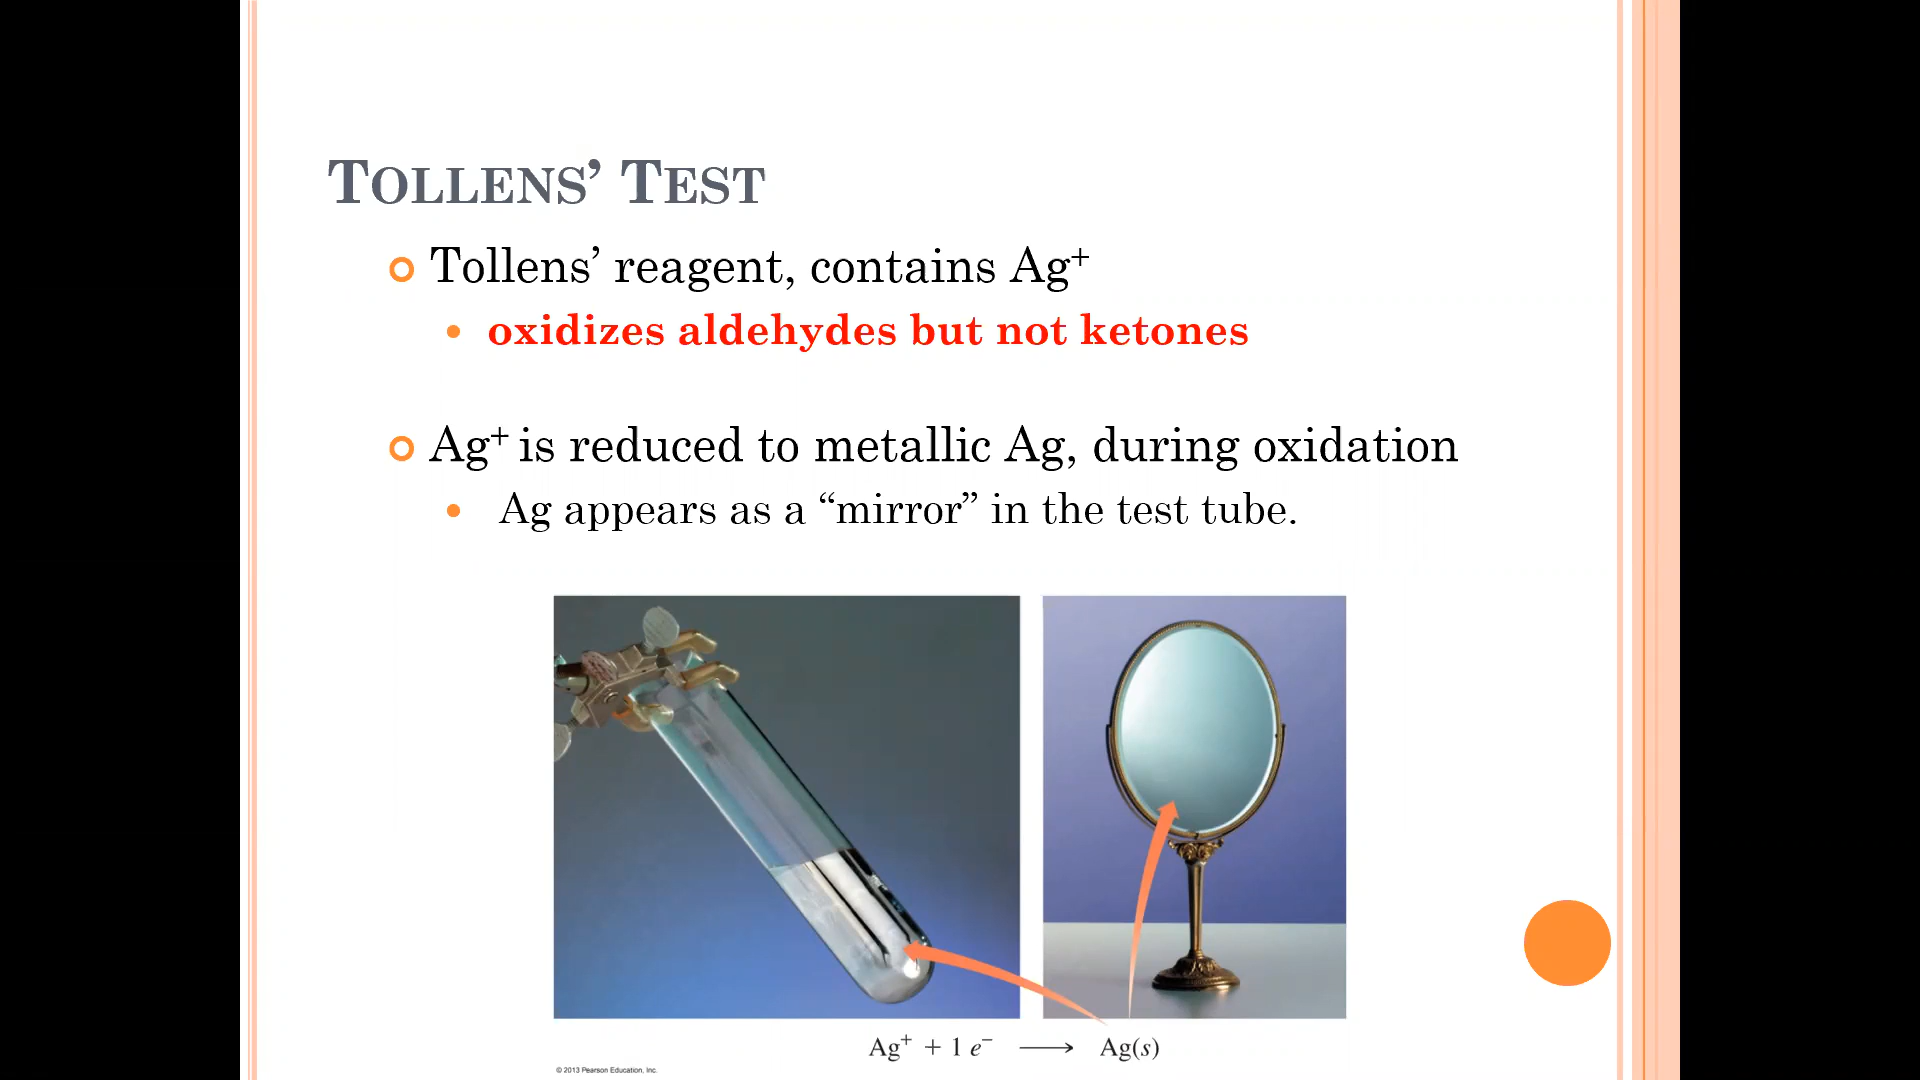 TOLLENS’ TEST
Tollens’ reagent, contains Ag⁺
oxidizes aldehydes but not ketones
Ag⁺ is reduced to metallic Ag, during oxidation
Ag appears as a “mirror” in the test tube.
Ag⁺ + 1 e⁻ ⟶ Ag(s)
© 2013 Pearson Education, Inc.